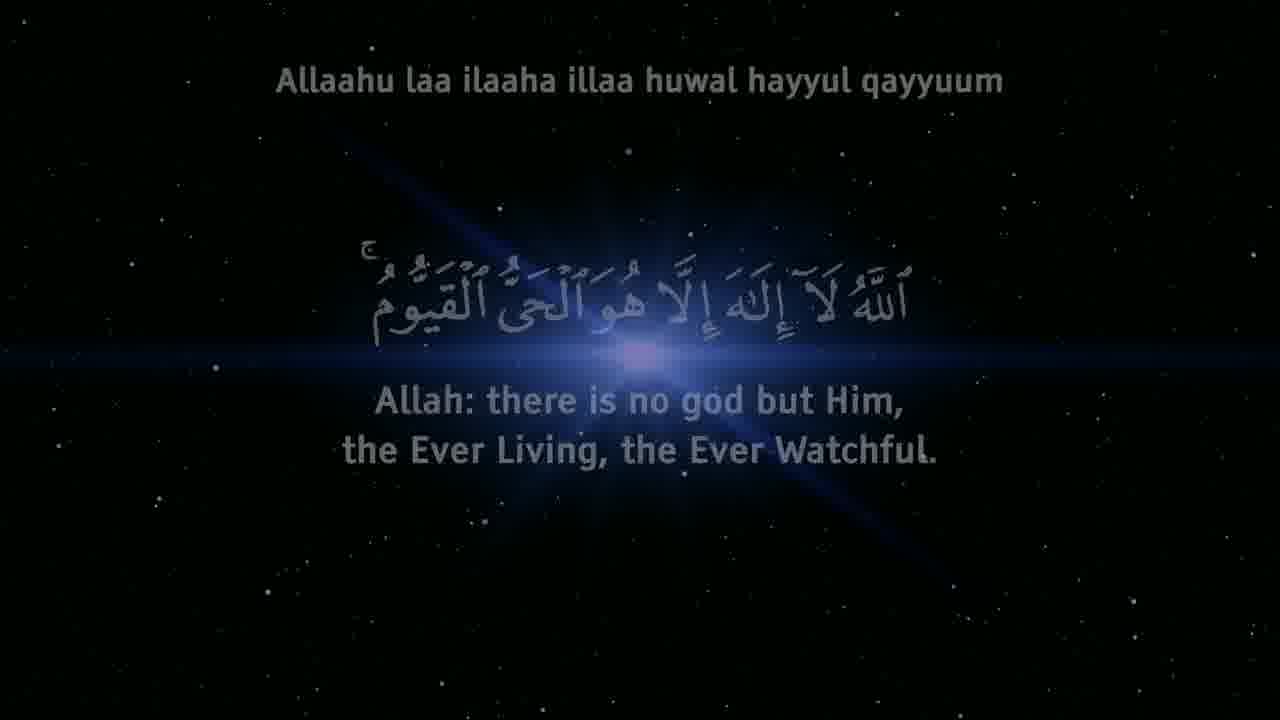 Allaahu laa ilaaha illaa huwal hayyul qayyuum
ٱللَّهُ لَآ إِلَـٰهَ إِلَّا هُوَ ٱلْحَىُّ ٱلْقَيُّومُ ۚ
Allah: there is no god but Him,
the Ever Living, the Ever Watchful.